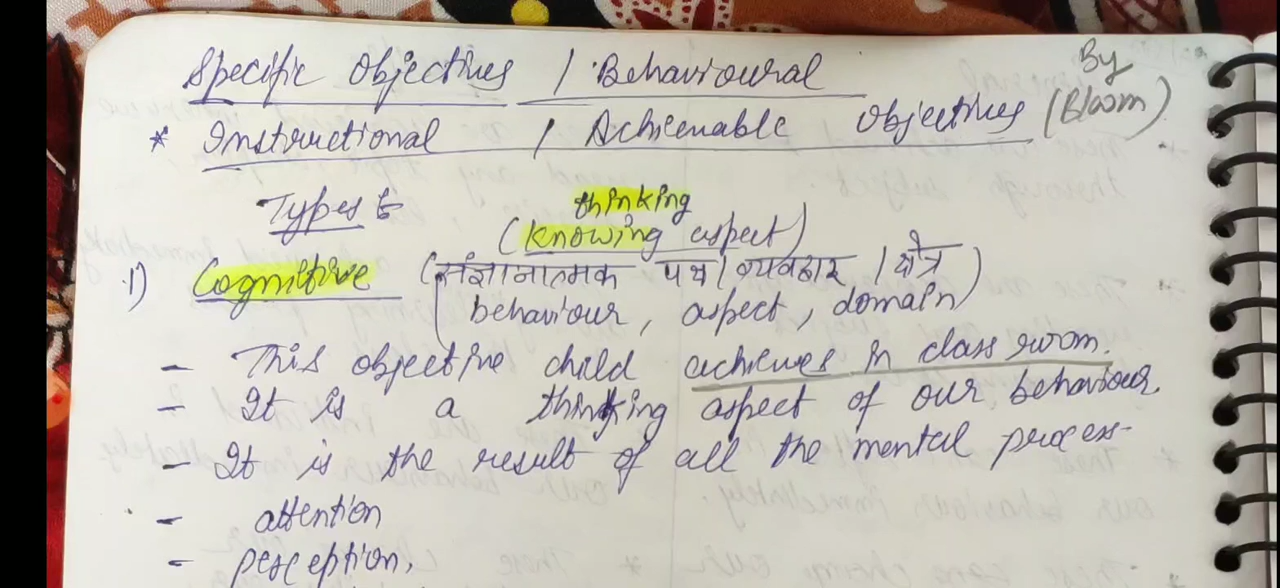 Specific Objectives / Behavioural
By
* Instructional / Achievable Objectives (Bloom)
Types :-
thinking
(knowing aspect)
1) Cognitive (संज्ञानात्मक पक्ष / व्यवहार / क्षेत्र
behaviour, aspect, domain)
- This objective child achieves in class room.
- It is a thinking aspect of our behaviour.
- It is the result of all the mental proces-
- attention
- perception,